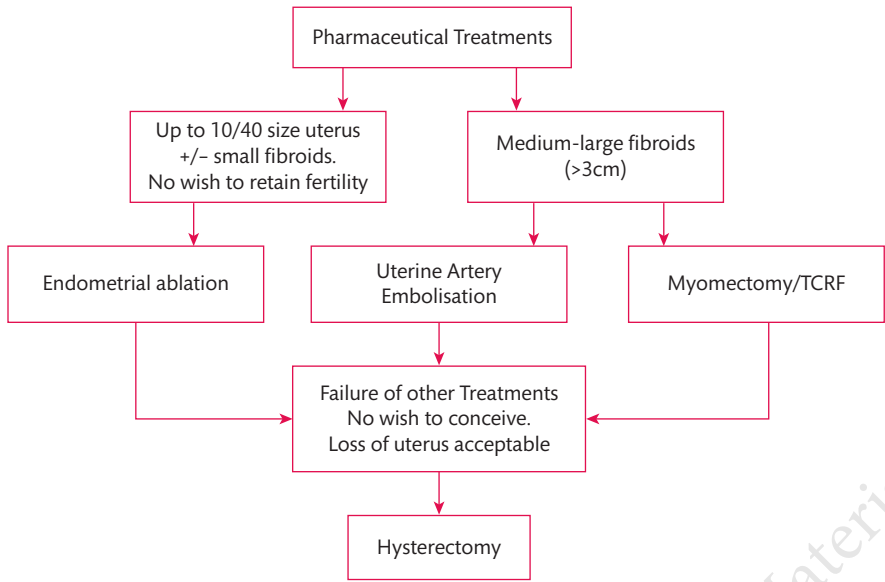 Pharmaceutical Treatments
Up to 10/40 size uterus
+/– small fibroids.
No wish to retain fertility
Medium-large fibroids
(>3cm)
Endometrial ablation
Uterine Artery
Embolisation
Myomectomy/TCRF
Failure of other Treatments
No wish to conceive.
Loss of uterus acceptable
Hysterectomy